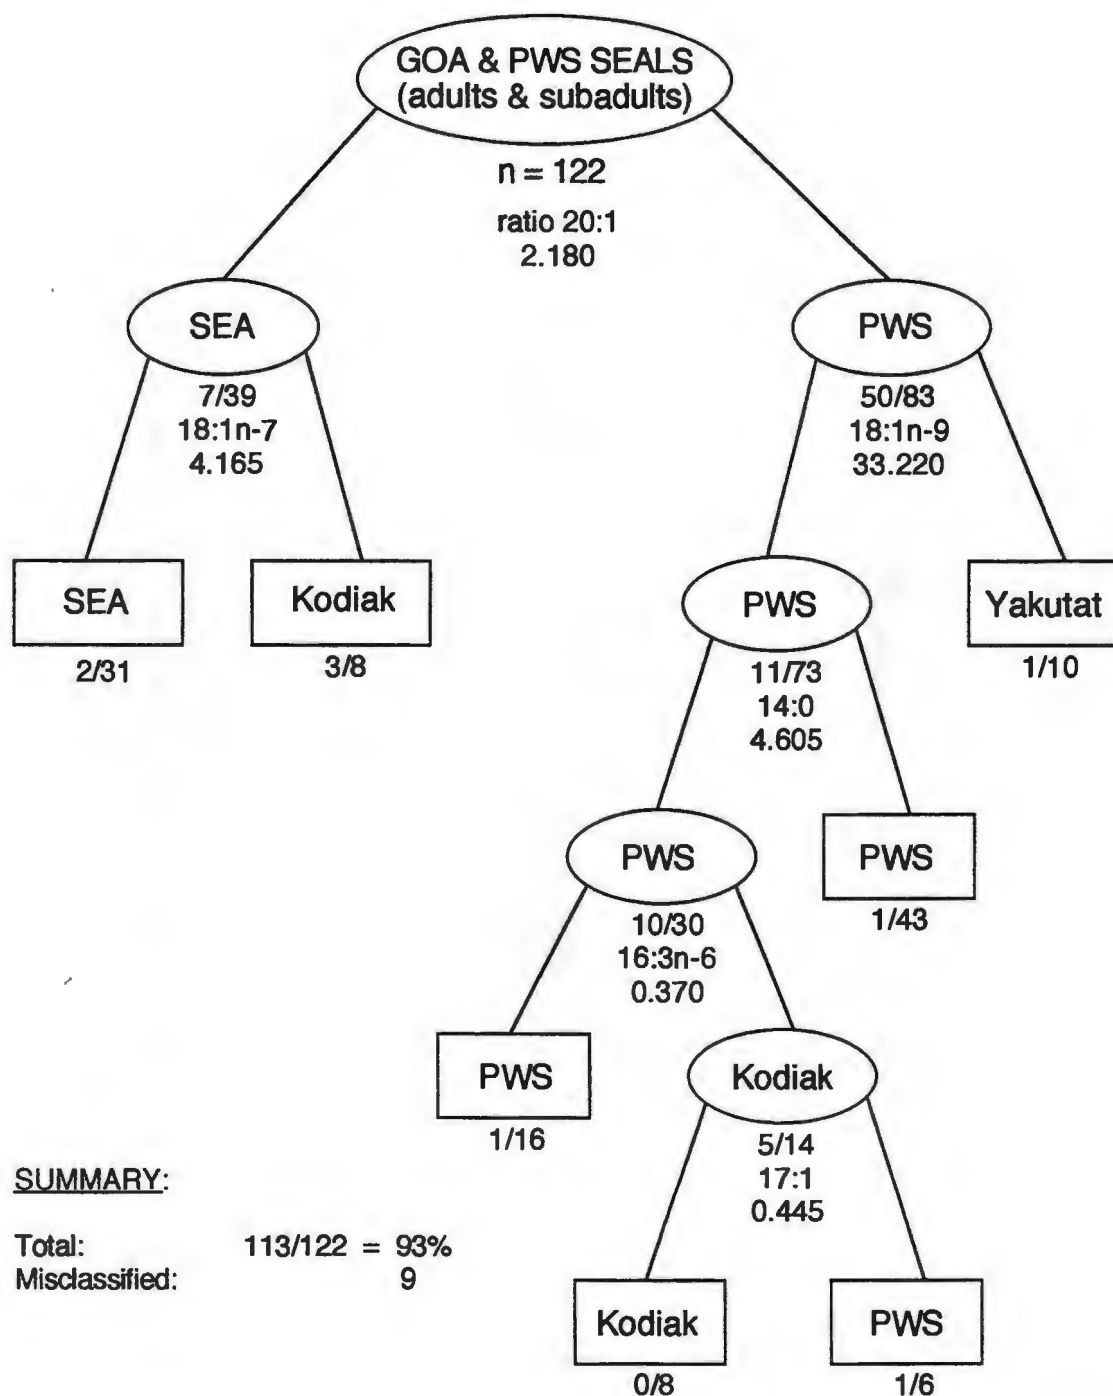 GOA & PWS SEALS
(adults & subadults)
n = 122
ratio 20:1
2.180
SEA
7/39
18:1n-7
4.165
PWS
50/83
18:1n-9
33.220
SEA
2/31
Kodiak
3/8
PWS
11/73
14:0
4.605
Yakutat
1/10
PWS
10/30
16:3n-6
0.370
PWS
1/43
PWS
1/16
Kodiak
5/14
17:1
0.445
SUMMARY:
Total: 113/122 = 93%
Misclassified: 9
Kodiak
0/8
PWS
1/6